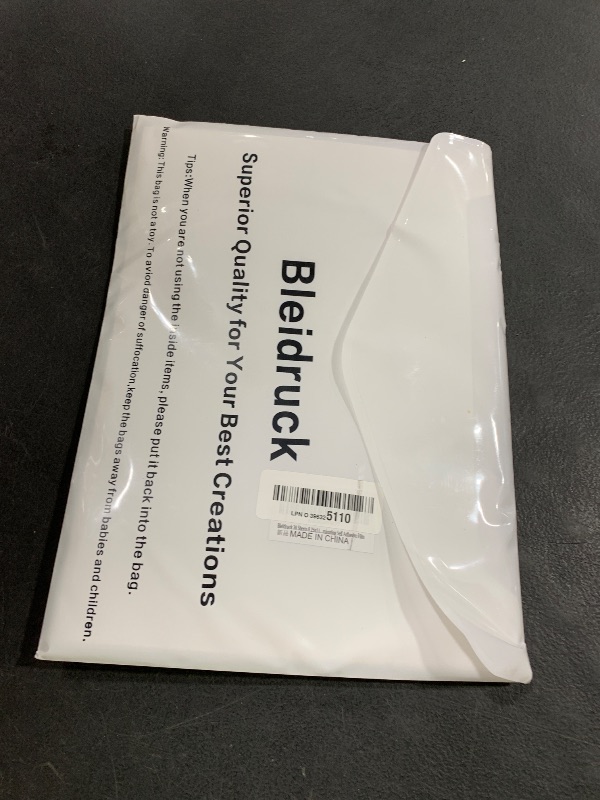 Bleidruck
Superior Quality for Your Best Creations
Tips:When you are not using the inside items, please put it back into the bag.
Warning:This bag is not a toy. To aviod danger of suffocation,keep the bags away from babies and children.
5110
MADE IN CHINA